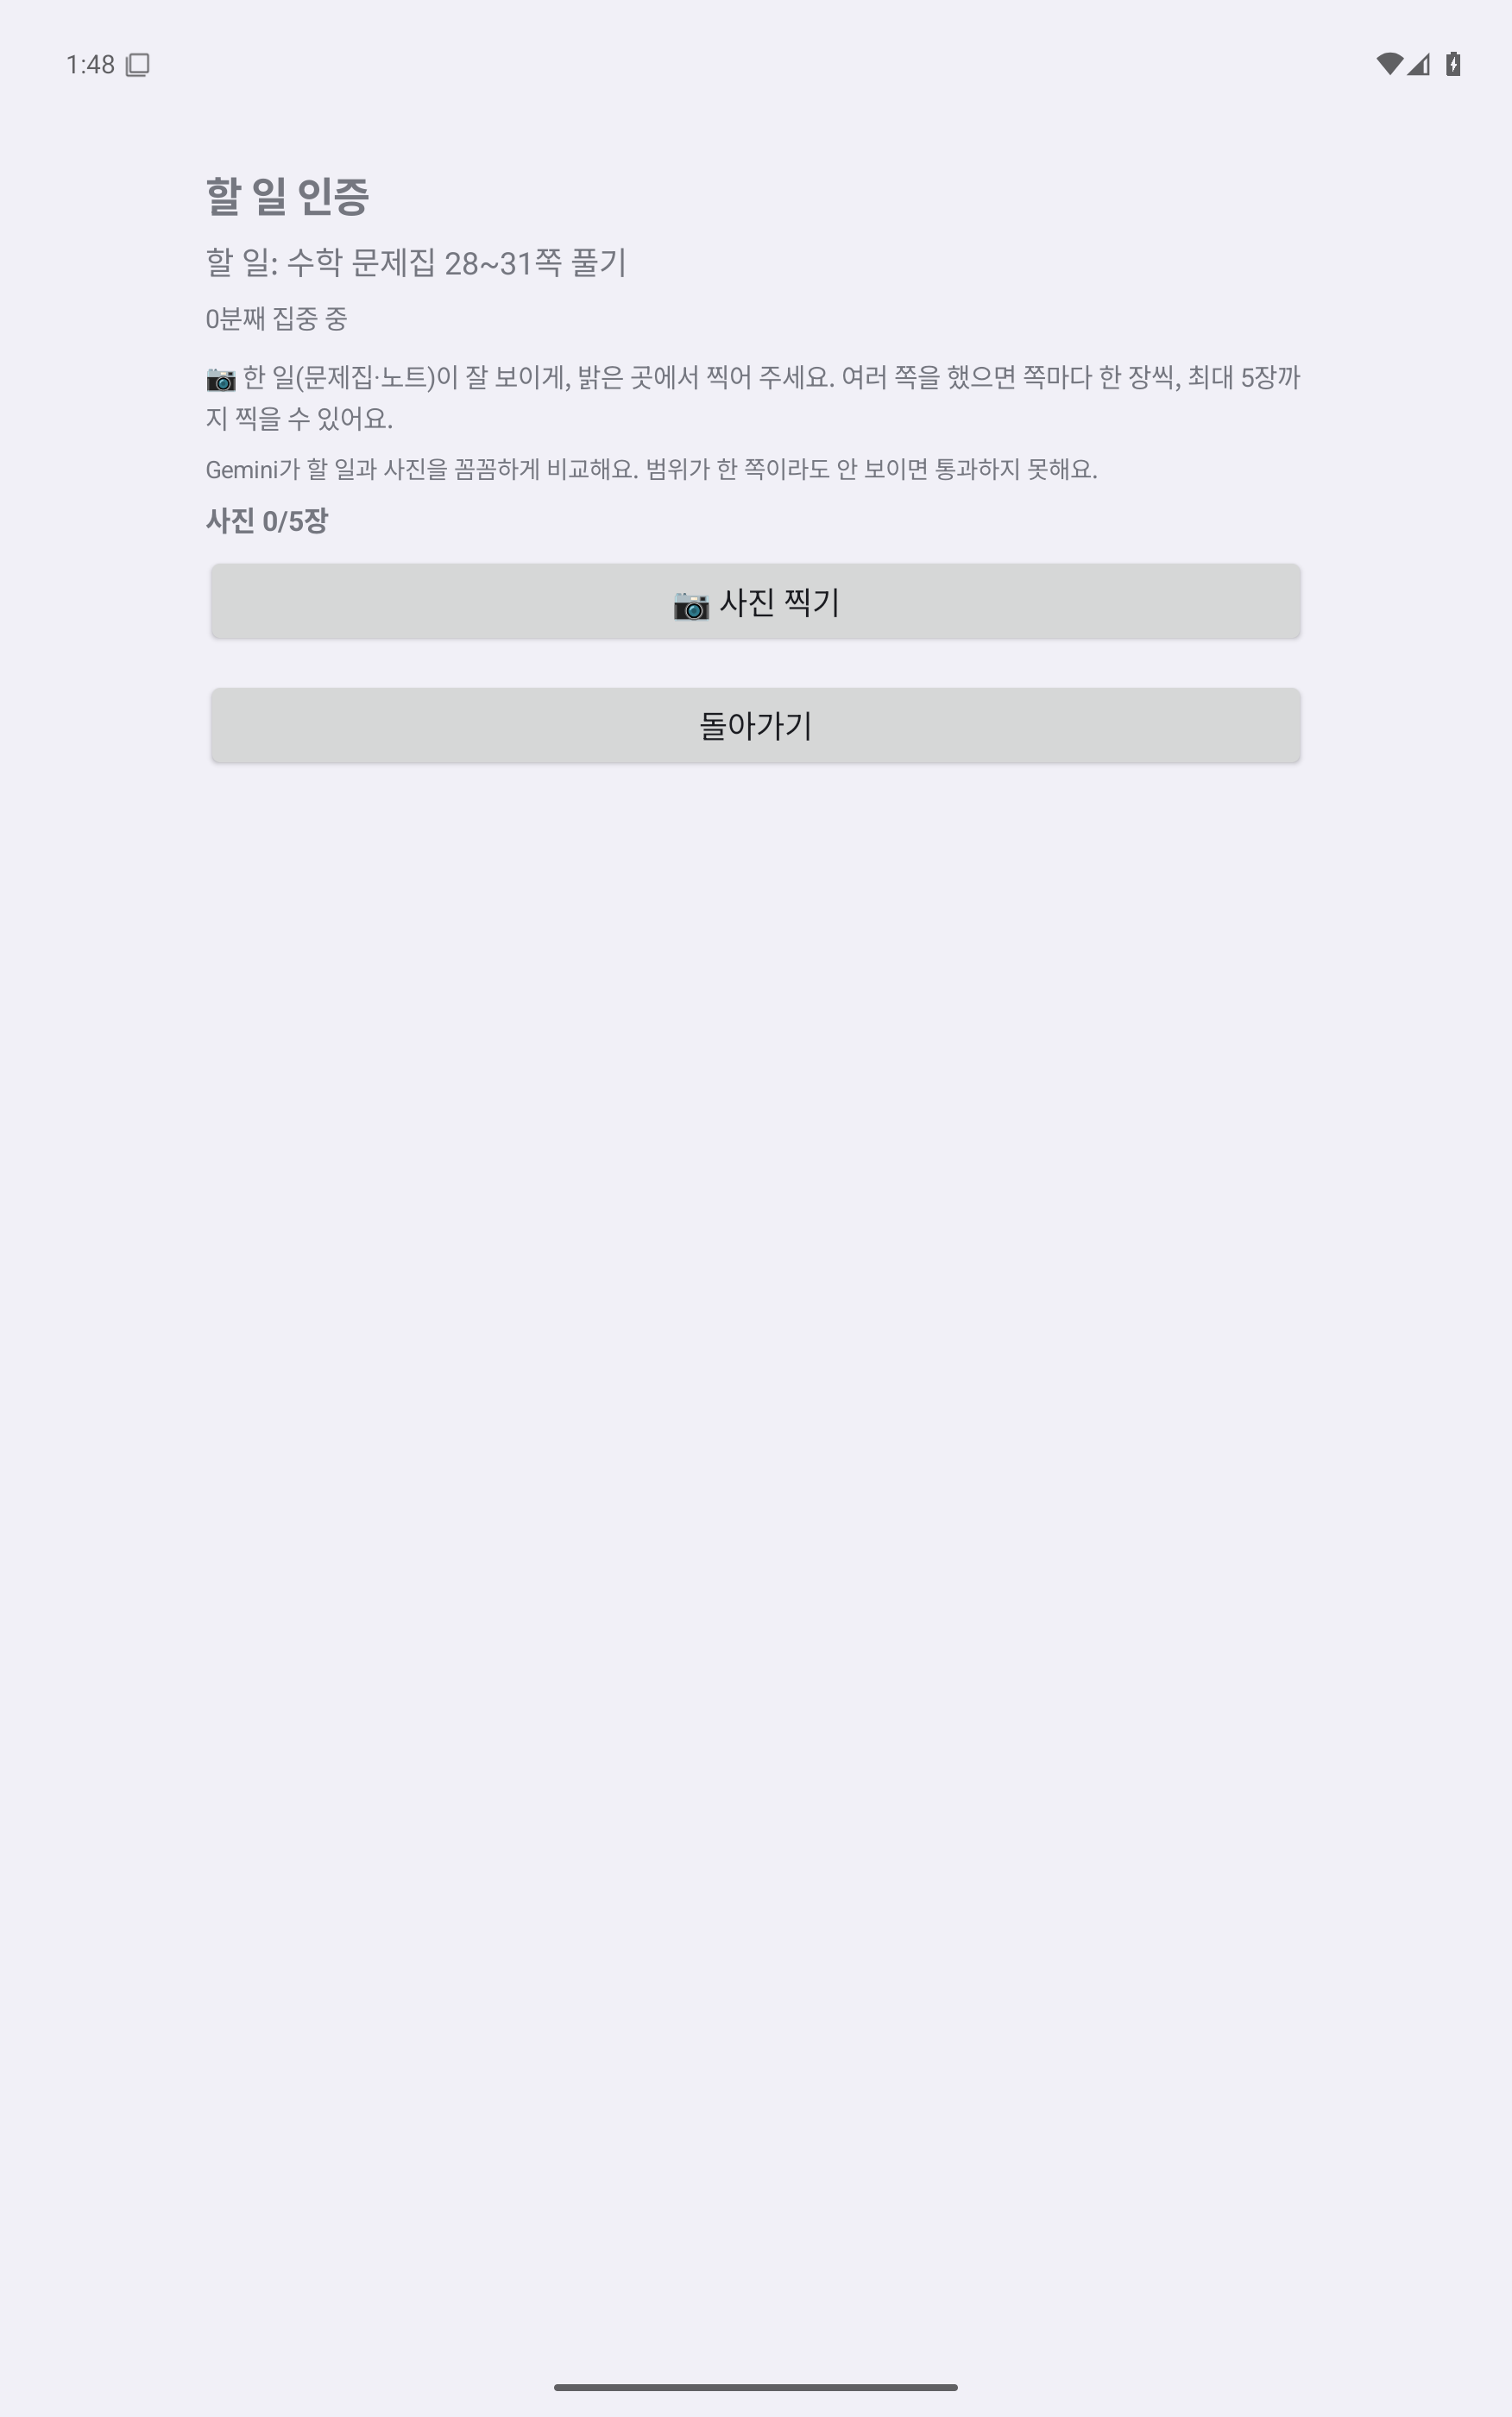 1:48
할 일 인증
할 일: 수학 문제집 28~31쪽 풀기
0분째 집중 중
📷 한 일(문제집·노트)이 잘 보이게, 밝은 곳에서 찍어 주세요. 여러 쪽을 했으면 쪽마다 한 장씩, 최대 5장까
지 찍을 수 있어요.
Gemini가 할 일과 사진을 꼼꼼하게 비교해요. 범위가 한 쪽이라도 안 보이면 통과하지 못해요.
사진 0/5장
📷 사진 찍기
돌아가기